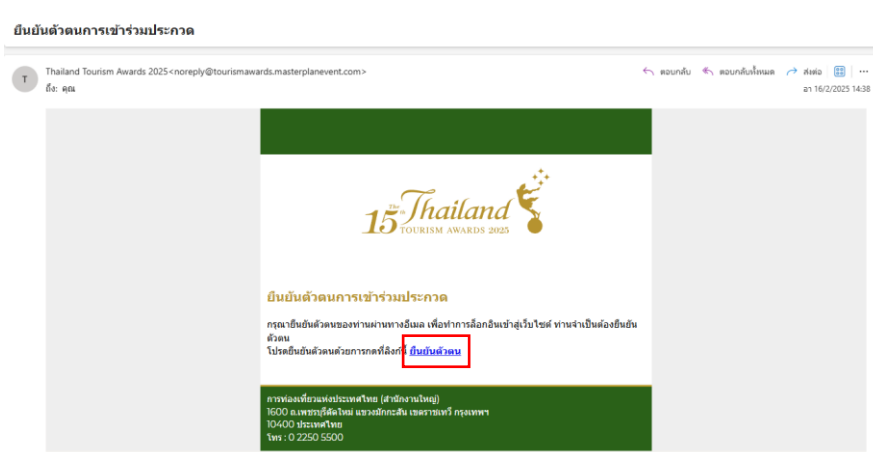 ยืนยันตัวตนการเข้าร่วมประกวด
T
Thailand Tourism Awards 2025<noreply@tourismawards.masterplanevent.com>
ตอบกลับ ตอบกลับทั้งหมด ส่งต่อ
ถึง: คุณ
อา 16/2/2025 14:38
The 15th Thailand
TOURISM AWARDS 2025
ยืนยันตัวตนการเข้าร่วมประกวด
กรุณายืนยันตัวตนของท่านผ่านทางอีเมล เพื่อทำการล็อกอินเข้าสู่เว็บไซต์ ท่านจำเป็นต้องยืนยัน
ตัวตน
โปรดยืนยันตัวตนด้วยการกดที่ลิงก์นี้ ยืนยันตัวตน
การท่องเที่ยวแห่งประเทศไทย (สำนักงานใหญ่)
1600 ถ.เพชรบุรีตัดใหม่ แขวงมักกะสัน เขตราชเทวี กรุงเทพฯ
10400 ประเทศไทย
โทร : 0 2250 5500